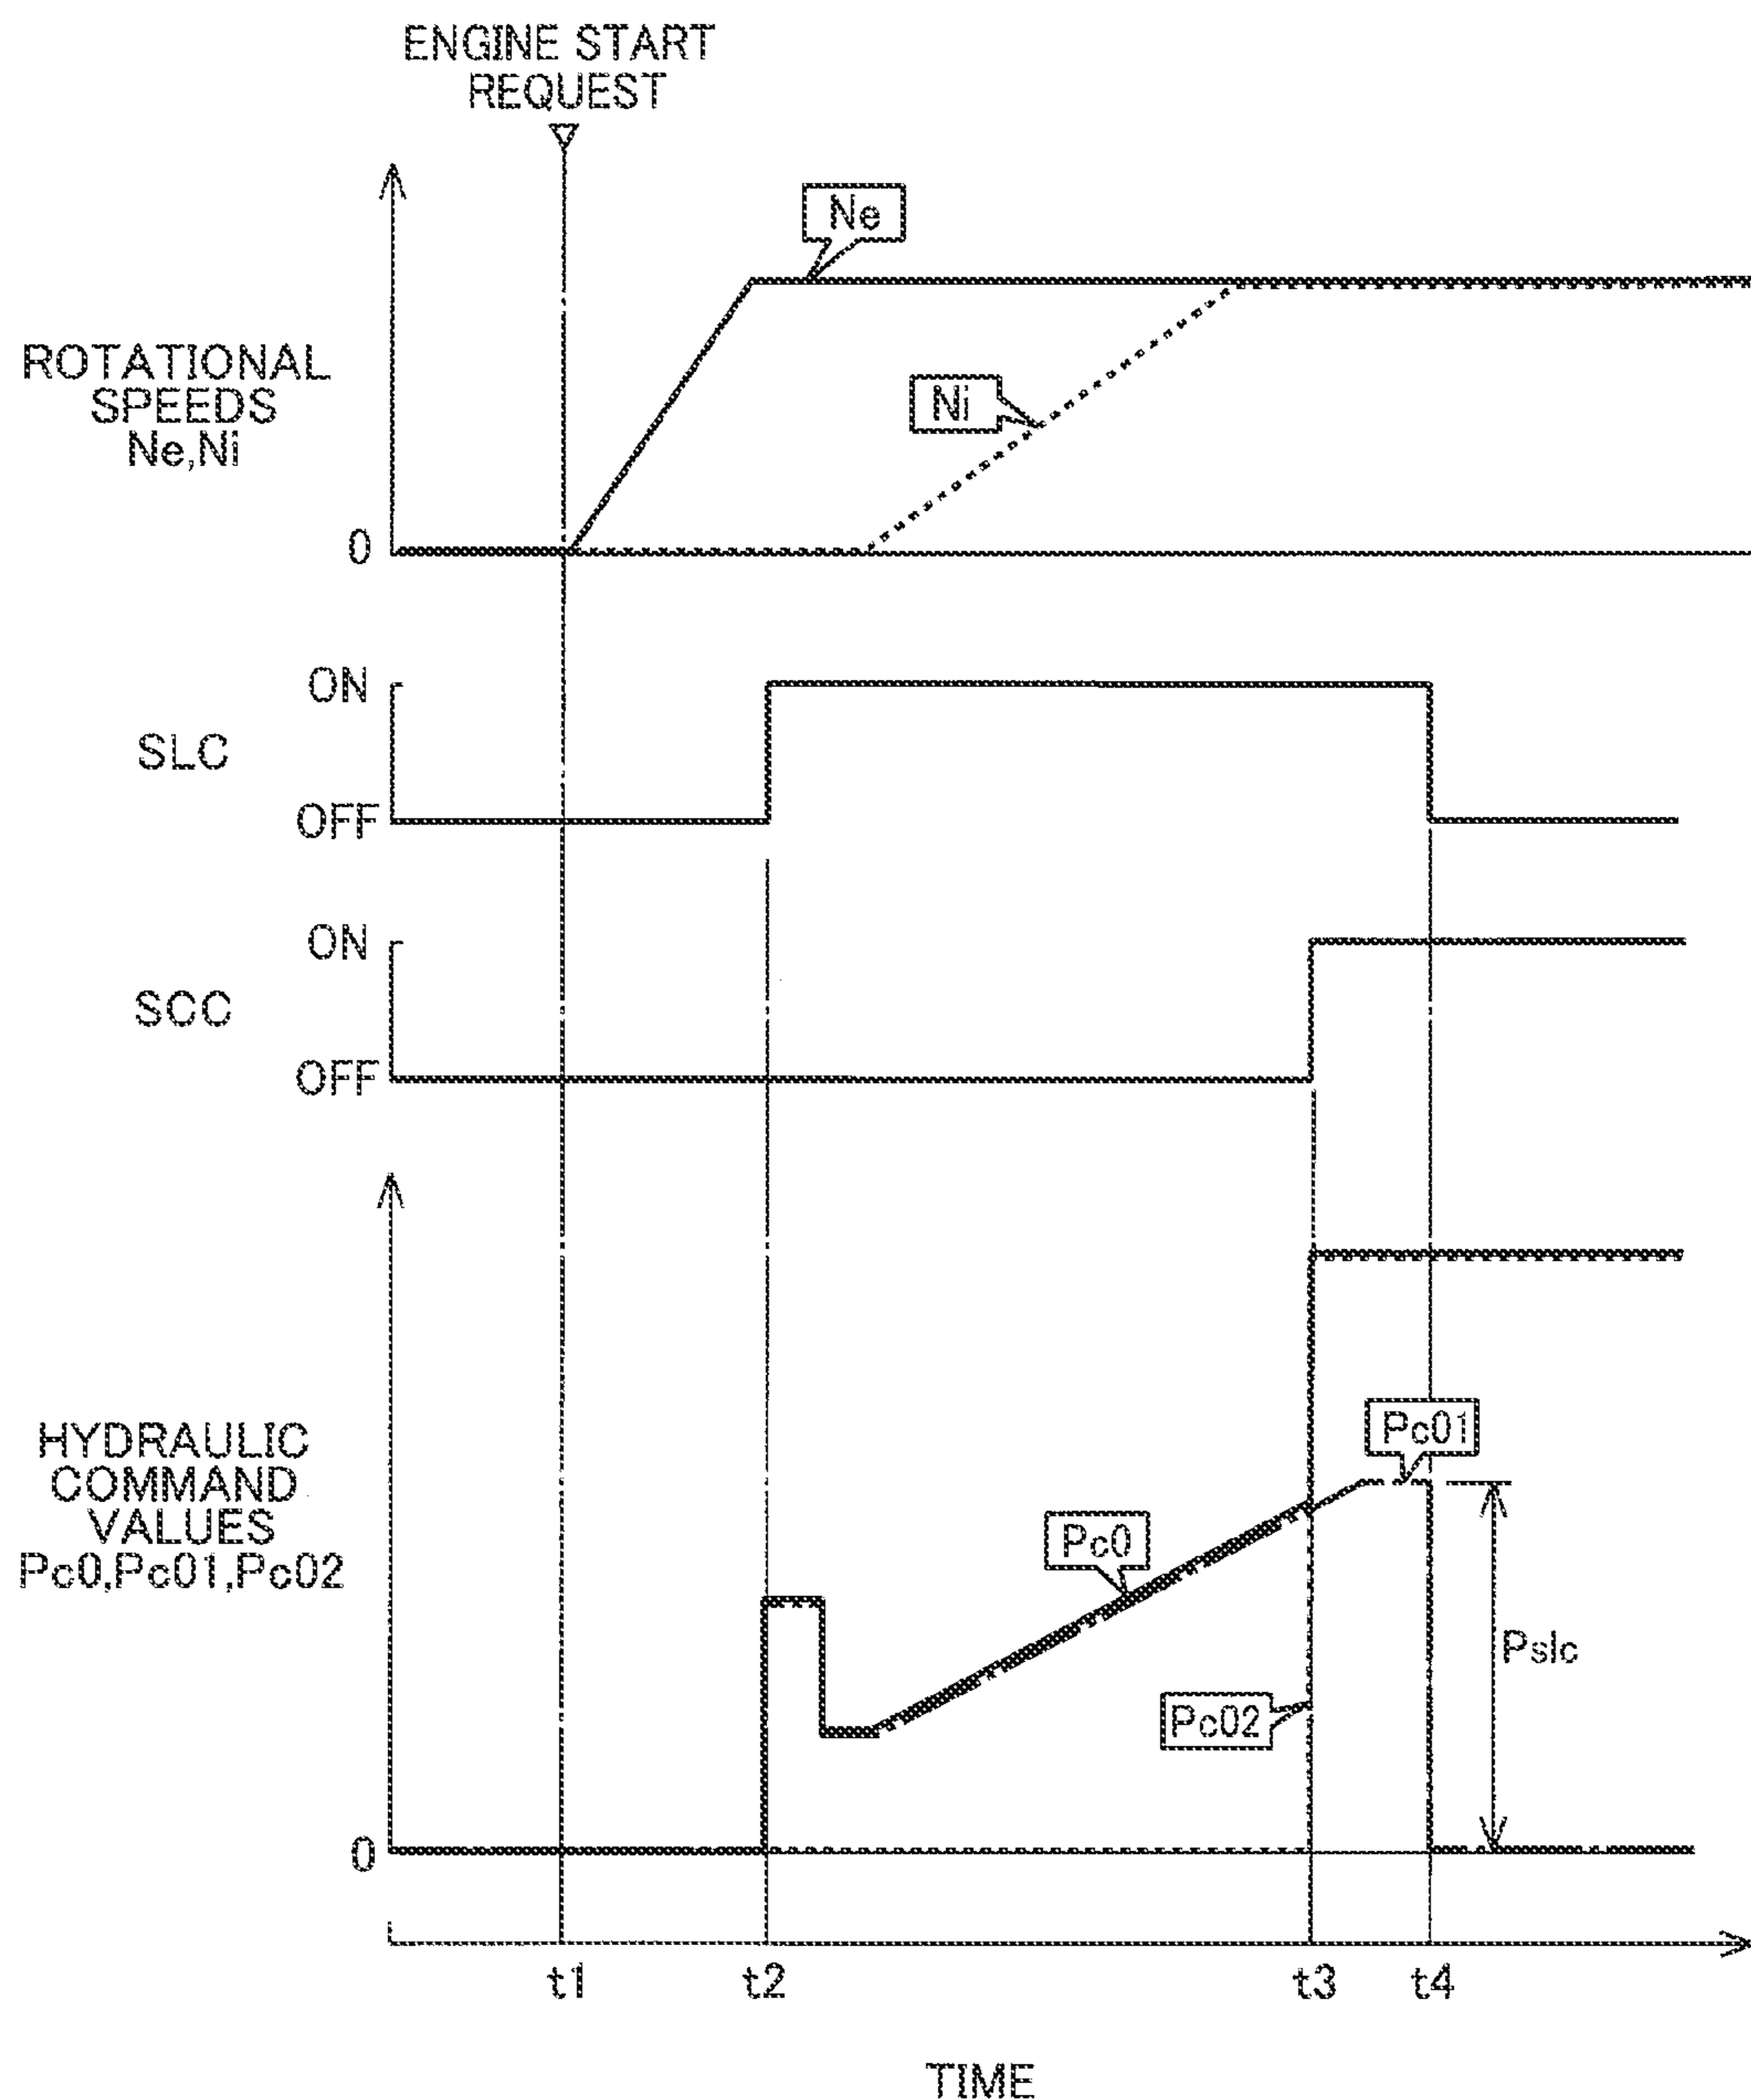 ENGINE START
REQUEST
Ne
ROTATIONAL
SPEEDS
Ne,Ni
Ni
0
ON
SLC
OFF
ON
SCC
OFF
HYDRAULIC
COMMAND
VALUES
Pc0,Pc01,Pc02
Pc01
Pc0
Pslc
Pc02
0
t1 t2 t3 t4
TIME